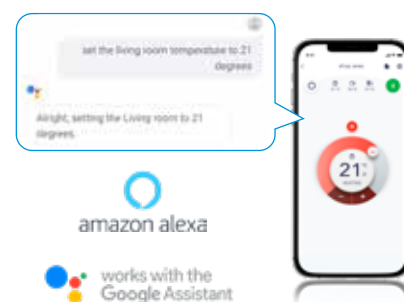 set the living room temperature to 21
degrees
Alright, setting the Living room to 21
degrees.
21°
amazon alexa
works with the
Google Assistant